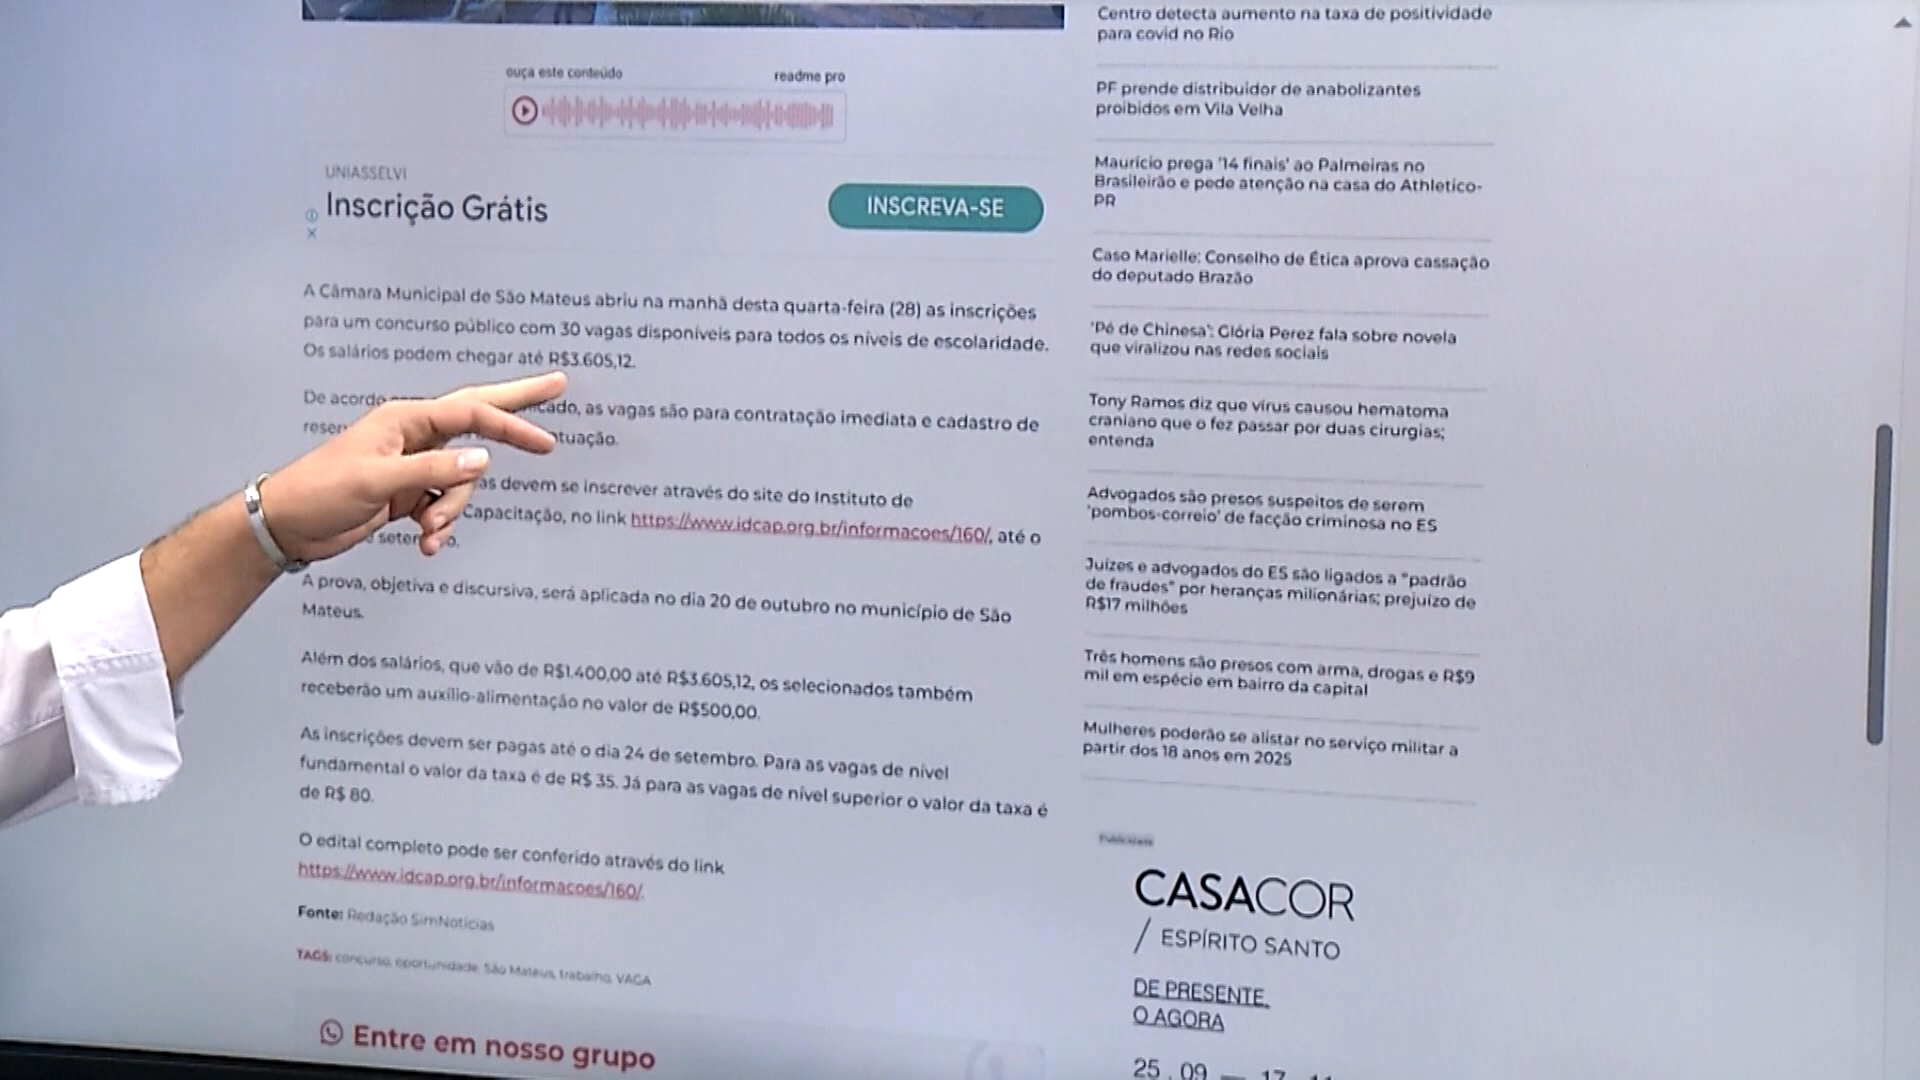 ouça este conteúdo
readme pro
UNIASSELVI
Inscrição Grátis
INSCREVA-SE
A Câmara Municipal de São Mateus abriu na manhã desta quarta-feira (28) as inscrições
para um concurso público com 30 vagas disponíveis para todos os níveis de escolaridade.
Os salários podem chegar até R$3.605,12.
De acordo
as vagas são para contratação imediata e cadastro de
devem se inscrever através do site do Instituto de
Capacitação, no link https://www.idcap.org.br/informacoes/160/, até o
A prova, objetiva e discursiva, será aplicada no dia 20 de outubro no município de São
Mateus.
Além dos salários, que vão de R$1.400,00 até R$3.605,12, os selecionados também
receberão um auxílio-alimentação no valor de R$500,00.
As inscrições devem ser pagas até o dia 24 de setembro. Para as vagas de nível
fundamental o valor da taxa é de R$ 35. Já para as vagas de nível superior o valor da taxa é
de R$ 80.
O edital completo pode ser conferido através do link
https://www.idcap.org.br/informacoes/160/.
Fonte: Redação SimNotícias
TAGS: concurso, oportunidade, São Mateus, trabalho, VAGA
Entre em nosso grupo
Centro detecta aumento na taxa de positividade
para covid no Rio
PF prende distribuidor de anabolizantes
proibidos em Vila Velha
Maurício prega '14 finais' ao Palmeiras no
Brasileirão e pede atenção na casa do Athletico-
PR
Caso Marielle: Conselho de Ética aprova cassação
do deputado Brazão
'Pé de Chinesa': Glória Perez fala sobre novela
que viralizou nas redes sociais
Tony Ramos diz que vírus causou hematoma
craniano que o fez passar por duas cirurgias;
entenda
Advogados são presos suspeitos de serem
'pombos-correio' de facção criminosa no ES
Juízes e advogados do ES são ligados a "padrão
de fraudes" por heranças milionárias; prejuízo de
R$17 milhões
Três homens são presos com arma, drogas e R$9
mil em espécie em bairro da capital
Mulheres poderão se alistar no serviço militar a
partir dos 18 anos em 2025
Publicidade
CASACOR
/ ESPÍRITO SANTO
DE PRESENTE,
O AGORA
25 . 09